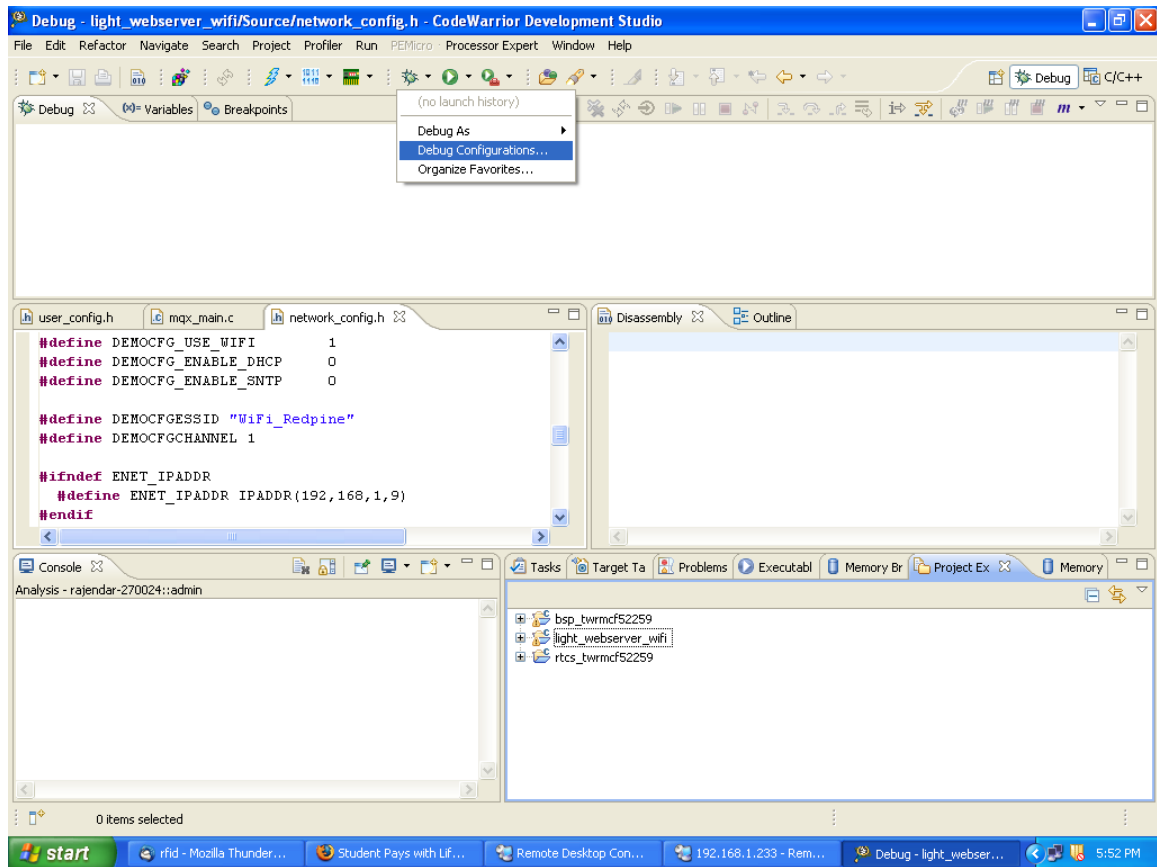 Debug - light_webserver_wifi/Source/network_config.h - CodeWarrior Development Studio
File Edit Refactor Navigate Search Project Profiler Run PEMicro Processor Expert Window Help
Debug C/C++
Debug (x)= Variables Breakpoints
(no launch history)
Debug As
Debug Configurations...
Organize Favorites...
user_config.h mqx_main.c network_config.h
#define DEMOCFG_USE_WIFI 1
#define DEMOCFG_ENABLE_DHCP 0
#define DEMOCFG_ENABLE_SNTP 0
#define DEMOCFGESSID "WiFi_Redpine"
#define DEMOCFGCHANNEL 1
#ifndef ENET_IPADDR
#define ENET_IPADDR IPADDR(192,168,1,9)
#endif
Disassembly Outline
Console
Analysis - rajendar-270024::admin
Tasks Target Ta Problems Executabl Memory Br Project Ex Memory
bsp_twrmcf52259
light_webserver_wifi
rtcs_twrmcf52259
0 items selected
start rfid - Mozilla Thunder... Student Pays with Lif... Remote Desktop Con... 192.168.1.233 - Rem... Debug - light_webser... 5:52 PM